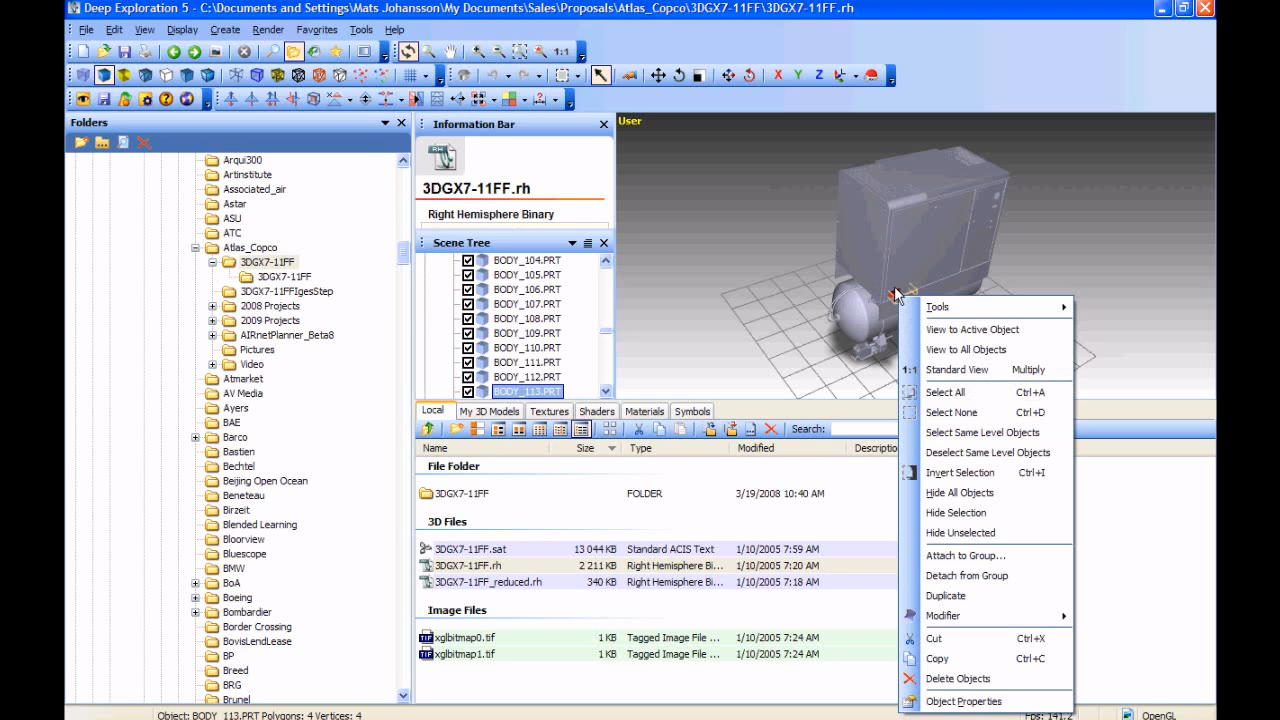 Deep Exploration 5 - C:\Documents and Settings\Mats Johansson\My Documents\Sales\Proposals\Atlas_Copco\3DGX7-11FF\3DGX7-11FF.rh
File Edit View Display Create Render Favorites Tools Help
1:1
X Y Z
Folders
Arqui300
Artinstitute
Associated_air
Astar
ASU
ATC
Atlas_Copco
3DGX7-11FF
3DGX7-11FF
3DGX7-11FFIgesStep
2008 Projects
2009 Projects
AIRnetPlanner_Beta8
Pictures
Video
Atmarket
AV Media
Ayers
BAE
Barco
Bastien
Bechtel
Beijing Open Ocean
Beneteau
Birzeit
Blended Learning
Bloorview
Bluescope
BMW
BoA
Boeing
Bombardier
Border Crossing
BovisLendLease
BP
Breed
BRG
Brunel
Information Bar
RH
3DGX7-11FF.rh
Right Hemisphere Binary
Scene Tree
BODY_104.PRT
BODY_105.PRT
BODY_106.PRT
BODY_107.PRT
BODY_108.PRT
BODY_109.PRT
BODY_110.PRT
BODY_111.PRT
BODY_112.PRT
BODY_113.PRT
User
Local My 3D Models Textures Shaders Materials Symbols
Search:
Name Size Type Modified Descriptio
File Folder
3DGX7-11FF FOLDER 3/19/2008 10:40 AM
3D Files
3DGX7-11FF.sat 13 044 KB Standard ACIS Text 1/10/2005 7:59 AM
3DGX7-11FF.rh 2 211 KB Right Hemisphere Bi... 1/10/2005 7:20 AM
3DGX7-11FF_reduced.rh 340 KB Right Hemisphere Bi... 1/10/2005 7:18 AM
Image Files
TIF xglbitmap0.tif 1 KB Tagged Image File ... 1/10/2005 7:24 AM
TIF xglbitmap1.tif 1 KB Tagged Image File ... 1/10/2005 7:24 AM
Tools
View to Active Object
View to All Objects
1:1 Standard View Multiply
Select All Ctrl+A
Select None Ctrl+D
Select Same Level Objects
Deselect Same Level Objects
Invert Selection Ctrl+I
Hide All Objects
Hide Selection
Hide Unselected
Attach to Group...
Detach from Group
Duplicate
Modifier
Cut Ctrl+X
Copy Ctrl+C
Delete Objects
Object Properties
Object: BODY_113.PRT Polygons: 4 Vertices: 4
Fps: 141.2
OpenGL